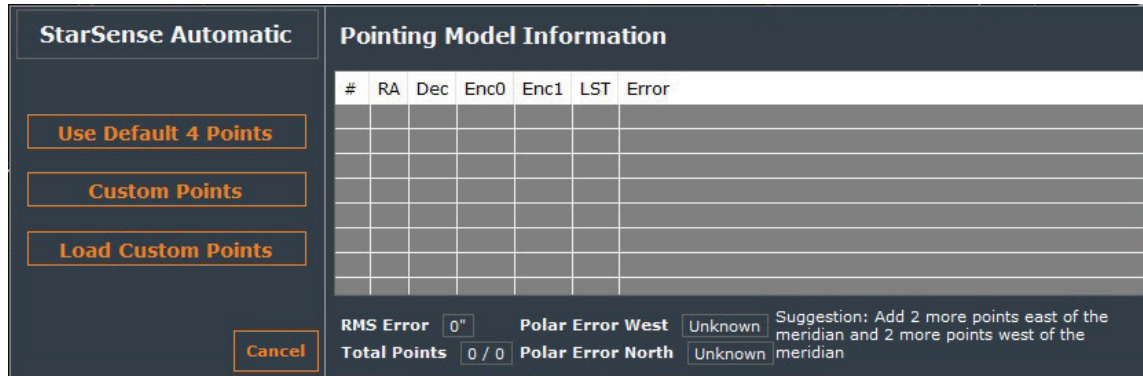 StarSense Automatic
Use Default 4 Points
Custom Points
Load Custom Points
Cancel
Pointing Model Information
# RA Dec Enc0 Enc1 LST Error
RMS Error 0" Polar Error West Unknown
Total Points 0 / 0 Polar Error North Unknown
Suggestion: Add 2 more points east of the
meridian and 2 more points west of the
meridian